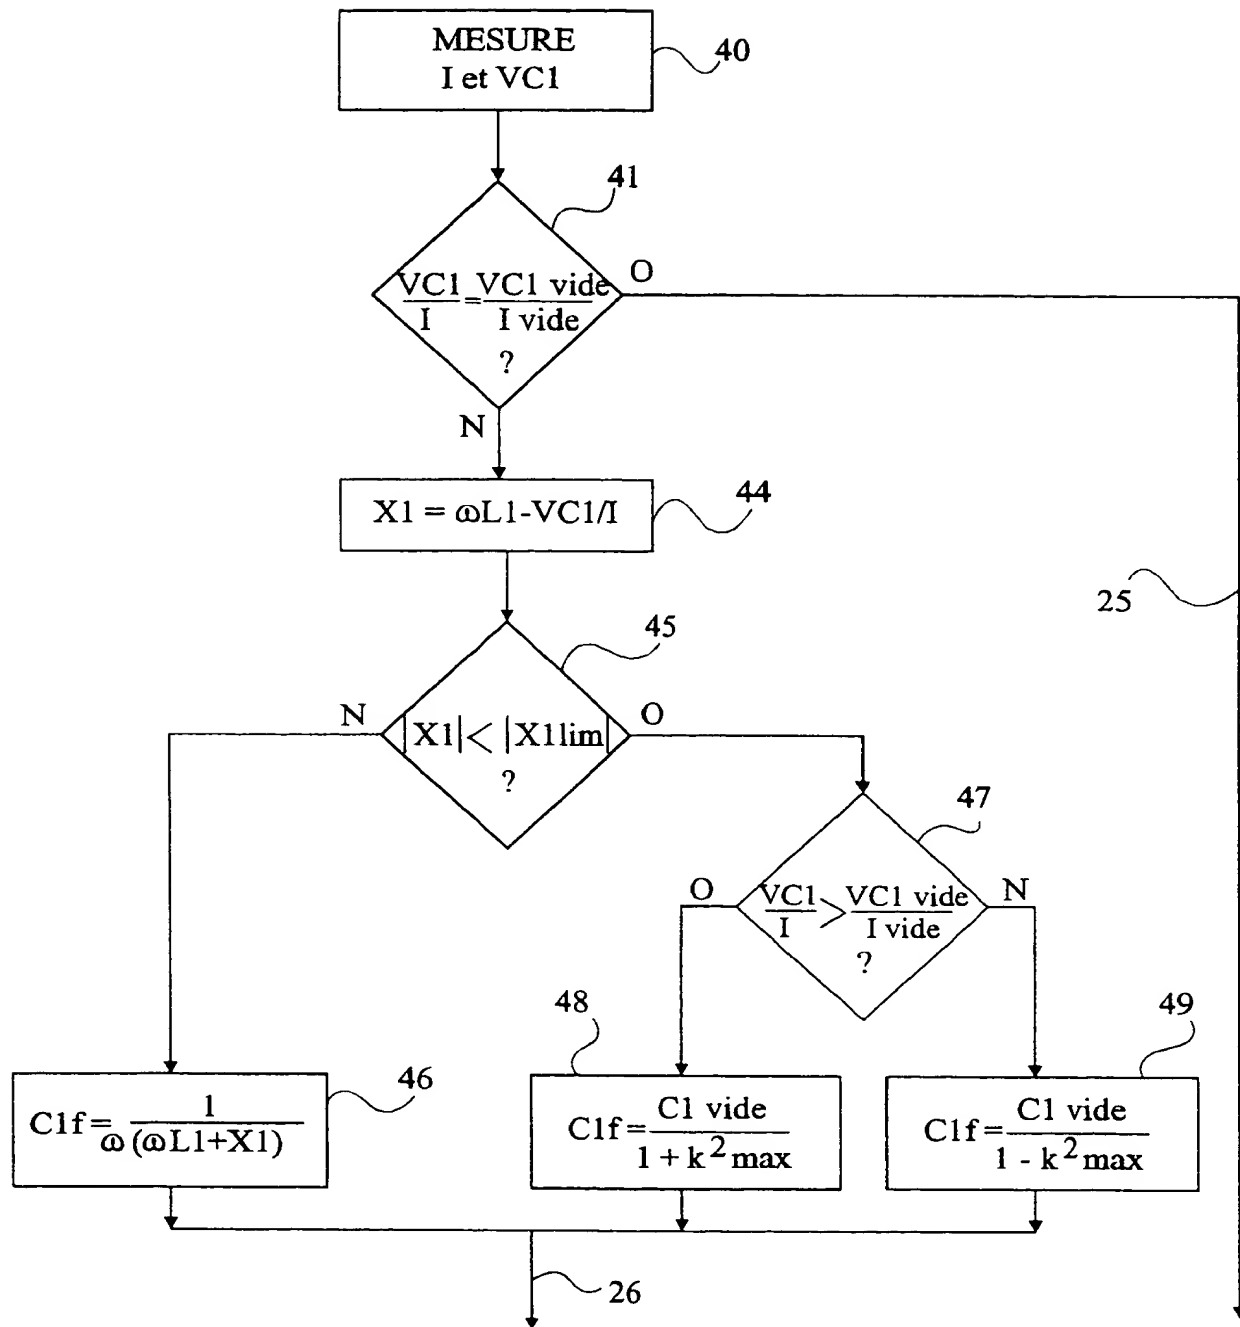 MESURE
I et VC1
40
41
VC1/I = VC1 vide/I vide
?
O
N
X1 = ωL1-VC1/I
44
25
45
N
|X1| < |X1lim|
?
O
47
O
VC1/I > VC1 vide/I vide
?
N
46
C1f = 1/ω(ωL1+X1)
48
C1f = C1 vide/1 + k² max
49
C1f = C1 vide/1 - k² max
26